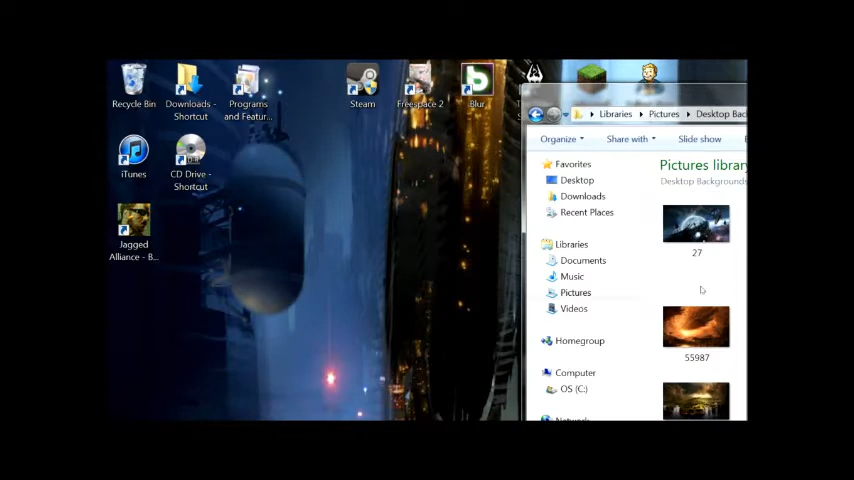 Recycle Bin
Downloads -
Shortcut
Programs
and Featur...
Steam
Freespace 2
Blur
iTunes
CD Drive -
Shortcut
Jagged
Alliance - B...
Libraries
Pictures
Desktop Bac
Organize
Share with
Slide show
Favorites
Desktop
Downloads
Recent Places
Libraries
Documents
Music
Pictures
Videos
Homegroup
Computer
OS (C:)
Network
Pictures library
Desktop Backgrounds
27
55987